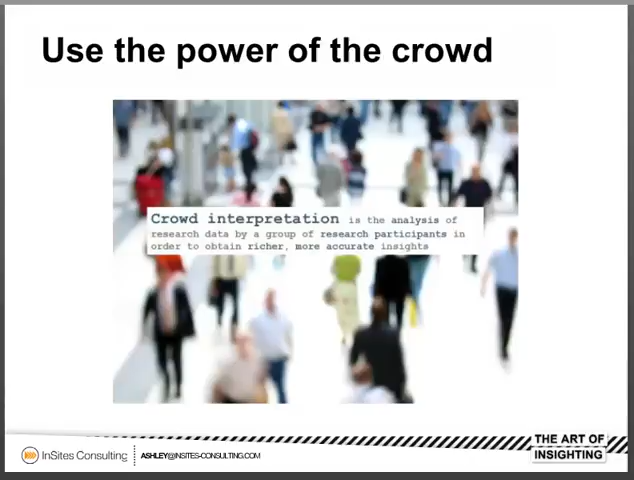 Use the power of the crowd
Crowd interpretation is the analysis of
research data by a group of research participants in
order to obtain richer, more accurate insights
InSites Consulting
ASHLEY@INSITES-CONSULTING.COM
THE ART OF
INSIGHTING